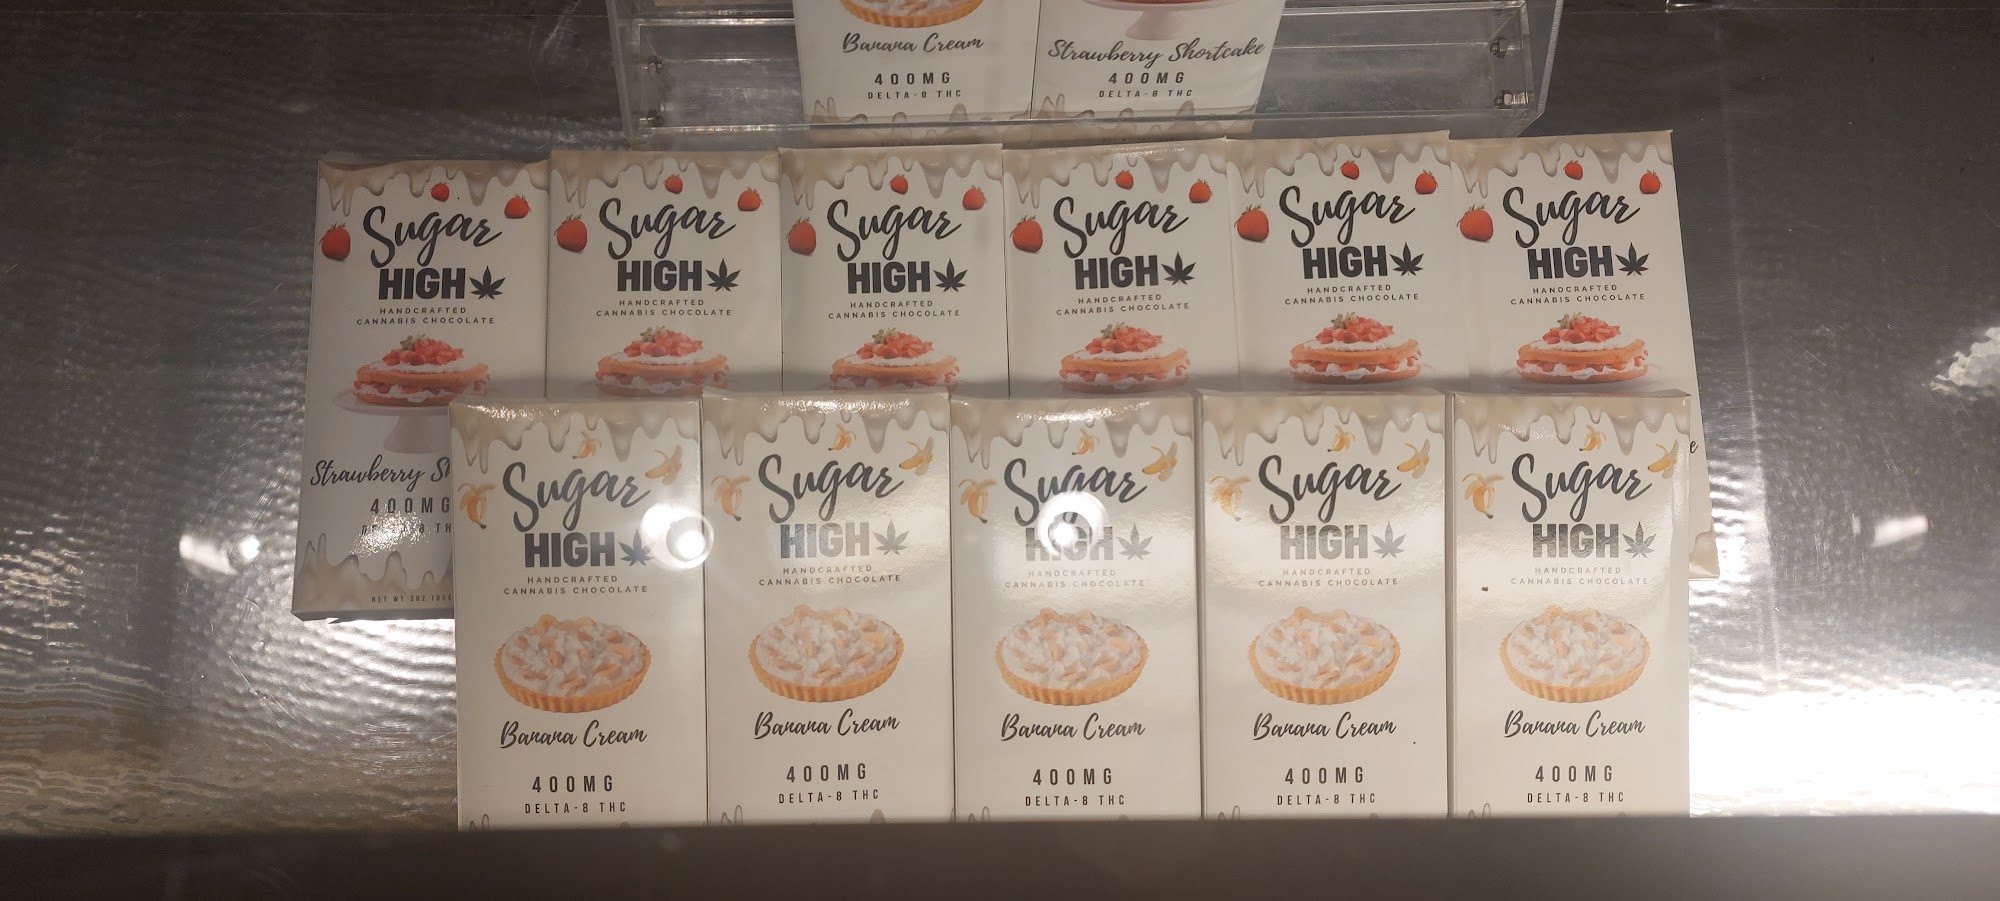 Banana Cream
400MG
DELTA-8 THC
Strawberry Shortcake
400MG
DELTA-8 THC
Sugar
HIGH
HANDCRAFTED
CANNABIS CHOCOLATE
Strawberry
400MG
NET WT 3OZ
Sugar
HIGH
HANDCRAFTED
CANNABIS CHOCOLATE
Sugar
HIGH
HANDCRAFTED
CANNABIS CHOCOLATE
Sugar
HIGH
HANDCRAFTED
CANNABIS CHOCOLATE
Sugar
HIGH
HANDCRAFTED
CANNABIS CHOCOLATE
Sugar
HIGH
HANDCRAFTED
CANNABIS CHOCOLATE
Sugar
HIGH
HANDCRAFTED
CANNABIS CHOCOLATE
Banana Cream
400MG
DELTA-8 THC
Sugar
HIGH
HANDCRAFTED
CANNABIS CHOCOLATE
Banana Cream
400MG
DELTA-8 THC
Sugar
HIGH
HANDCRAFTED
CANNABIS CHOCOLATE
Banana Cream
400MG
DELTA-8 THC
Sugar
HIGH
HANDCRAFTED
CANNABIS CHOCOLATE
Banana Cream
400MG
DELTA-8 THC
Sugar
HIGH
HANDCRAFTED
CANNABIS CHOCOLATE
Banana Cream
400MG
DELTA-8 THC